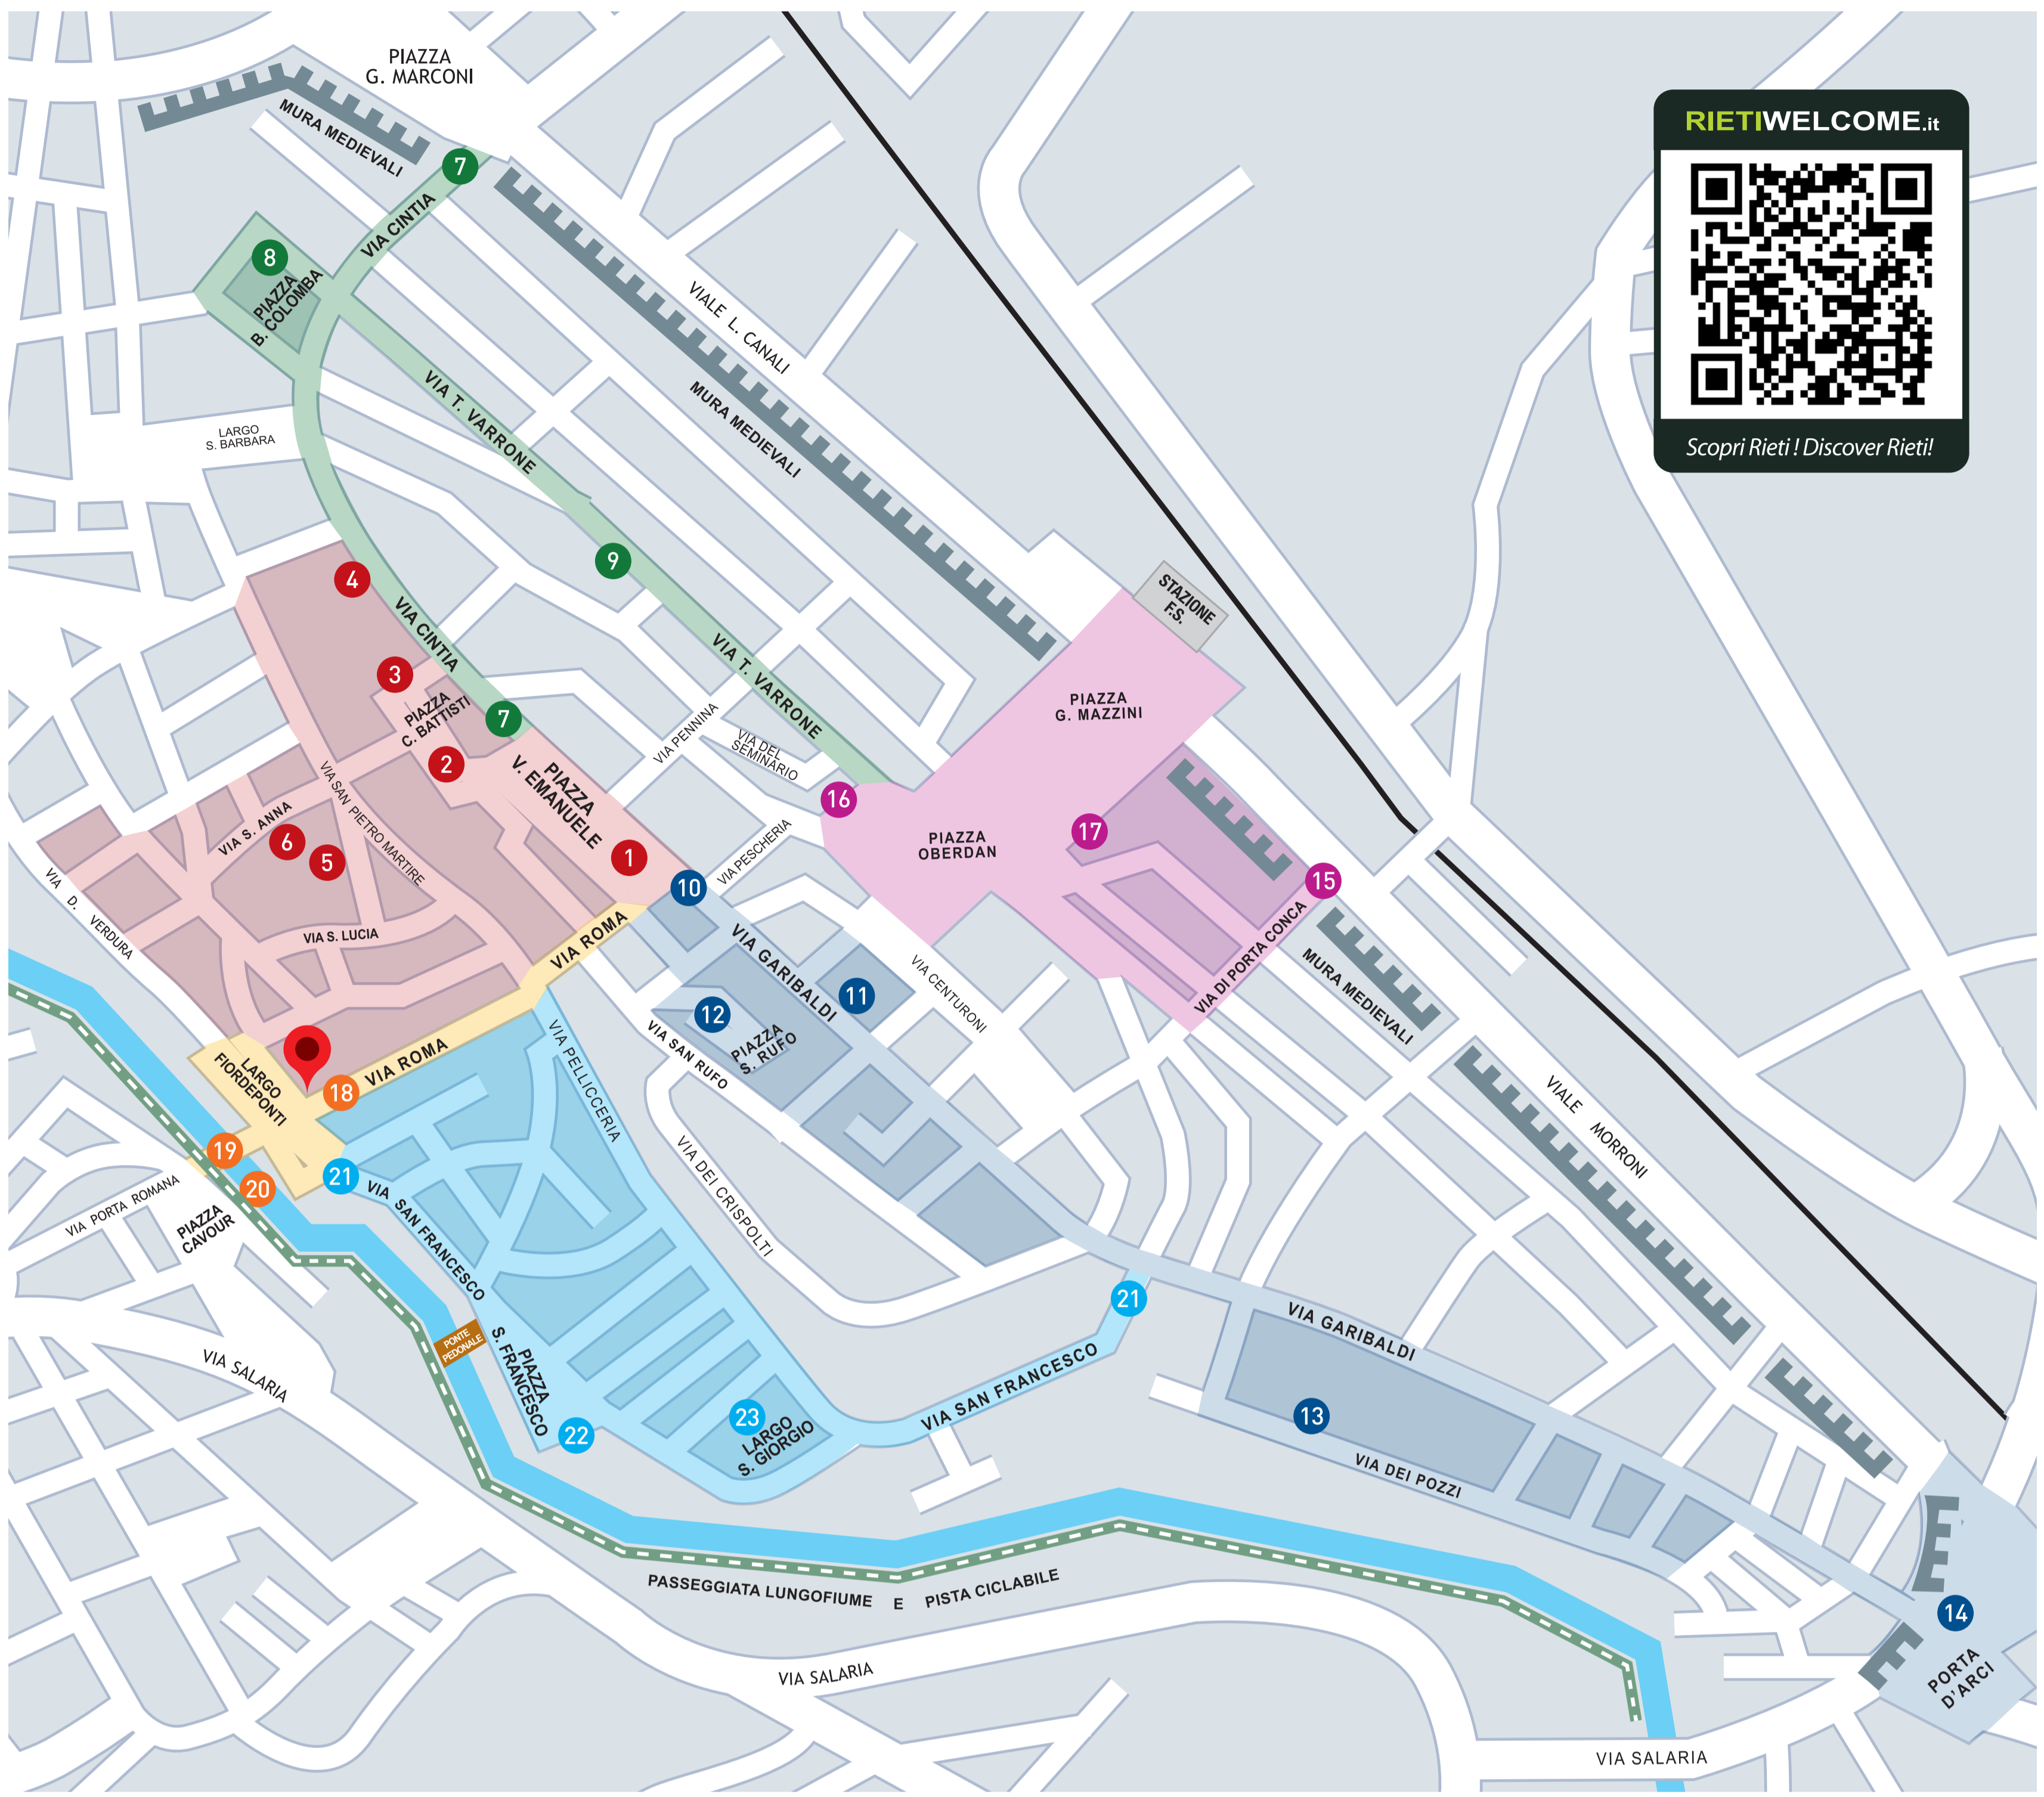 PIAZZA
G. MARCONI
MURA MEDIEVALI
7
VIA CINTIA
8
PIAZZA
B. COLOMBA
RIETIWELCOME.it
Scopri Rieti ! Discover Rieti!
VIALE L. CANALI
MURA MEDIEVALI
VIA T. VARRONE
LARGO
S. BARBARA
9
4
VIA CINTIA
3
PIAZZA
C. BATTISTI
7
2
STAZIONE
F.S.
PIAZZA
G. MAZZINI
VIA T. VARRONE
VIA PENNINA
VIA DEL
SEMINARIO
16
PIAZZA
V. EMANUELE
1
VIA SAN PIETRO MARTIRE
VIA S. ANNA
6
5
VIA S. LUCIA
VIA D. VERDURA
VIA PESCHERIA
10
PIAZZA
OBERDAN
17
15
VIA DI PORTA CONCA
MURA MEDIEVALI
VIA ROMA
VIA GARIBALDI
11
12
PIAZZA
S. RUFO
VIA CENTURONI
VIA SAN RUFO
VIA PELLICCERIA
VIA ROMA
18
LARGO
FIORDEPONTI
19
20
21
VIA PORTA ROMANA
PIAZZA
CAVOUR
VIA SAN FRANCESCO
VIA DEI CRISPOLTI
VIALE MORRONI
21
VIA GARIBALDI
PONTE
PEDONALE
PIAZZA
S. FRANCESCO
22
23
LARGO
S. GIORGIO
VIA SAN FRANCESCO
13
VIA DEI POZZI
VIA SALARIA
PASSEGGIATA LUNGOFIUME E PISTA CICLABILE
14
PORTA
D'ARCI
VIA SALARIA
VIA SALARIA